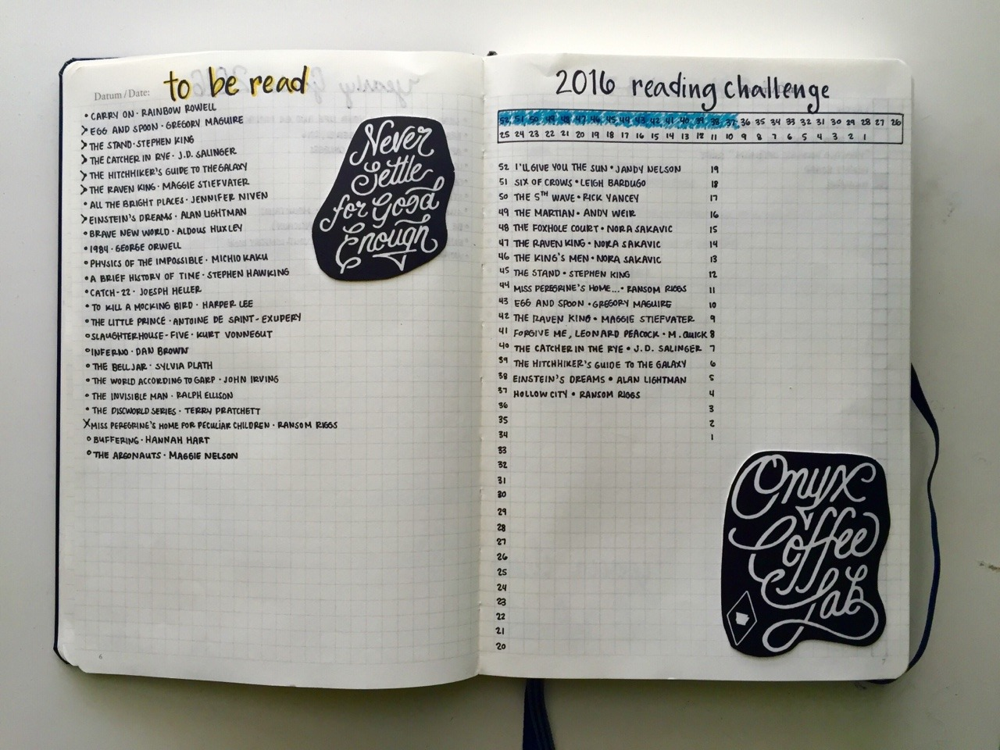 Datum / Date: to be read
• CARRY ON · RAINBOW ROWELL
> EGG AND SPOON · GREGORY MAGUIRE
> THE STAND · STEPHEN KING
> THE CATCHER IN RYE · J.D. SALINGER
> THE HITCHHIKER'S GUIDE TO THE GALAXY
> THE RAVEN KING · MAGGIE STIEFVATER
• ALL THE BRIGHT PLACES · JENNIFER NIVEN
> EINSTEIN'S DREAMS · ALAN LIGHTMAN
• BRAVE NEW WORLD · ALDOUS HUXLEY
• 1984 · GEORGE ORWELL
• PHYSICS OF THE IMPOSSIBLE · MICHIO KAKU
• A BRIEF HISTORY OF TIME · STEPHEN HAWKING
• CATCH-22 · JOESPH HELLER
• TO KILL A MOCKING BIRD · HARPER LEE
• THE LITTLE PRINCE · ANTOINE DE SAINT-EXUPERY
• SLAUGHTERHOUSE-FIVE · KURT VONNEGUT
• INFERNO · DAN BROWN
• THE BELL JAR · SYLVIA PLATH
• THE WORLD ACCORDING TO GARP · JOHN IRVING
• THE INVISIBLE MAN · RALPH ELLISON
• THE DISCWORLD SERIES · TERRY PRATCHETT
X MISS PEREGRINE'S HOME FOR PECULIAR CHILDREN · RANSOM RIGGS
• BUFFERING · HANNAH HART
• THE ARGONAUTS · MAGGIE NELSON
Never
Settle
for Good
Enough
6
2016 reading challenge
52 51 50 49 48 47 46 45 44 43 42 41 40 39 38 37 36 35 34 33 32 31 30 29 28 27 26
25 24 23 22 21 20 19 18 17 16 15 14 13 12 11 10 9 8 7 6 5 4 3 2 1
52 I'LL GIVE YOU THE SUN • JANDY NELSON 19
51 SIX OF CROWS • LEIGH BARDUGO 18
50 THE 5TH WAVE • RICK YANCEY 17
49 THE MARTIAN • ANDY WEIR 16
48 THE FOXHOLE COURT • NORA SAKAVIC 15
47 THE RAVEN KING • NORA SAKAVIC 14
46 THE KING'S MEN • NORA SAKAVIC 13
45 THE STAND • STEPHEN KING 12
44 MISS PEREGRINE'S HOME... • RANSOM RIGGS 11
43 EGG AND SPOON • GREGORY MAGUIRE 10
42 THE RAVEN KING • MAGGIE STIEFVATER 9
41 FORGIVE ME, LEONARD PEACOCK • M. QUICK 8
40 THE CATCHER IN THE RYE • J.D. SALINGER 7
39 THE HITCHHIKER'S GUIDE TO THE GALAXY 6
38 EINSTEIN'S DREAMS • ALAN LIGHTMAN 5
37 HOLLOW CITY • RANSOM RIGGS 4
36 3
35 2
34 1
33
32
31
30
29
28
27
26
25
24
23
22
21
20
Onyx
Coffee
Lab
7